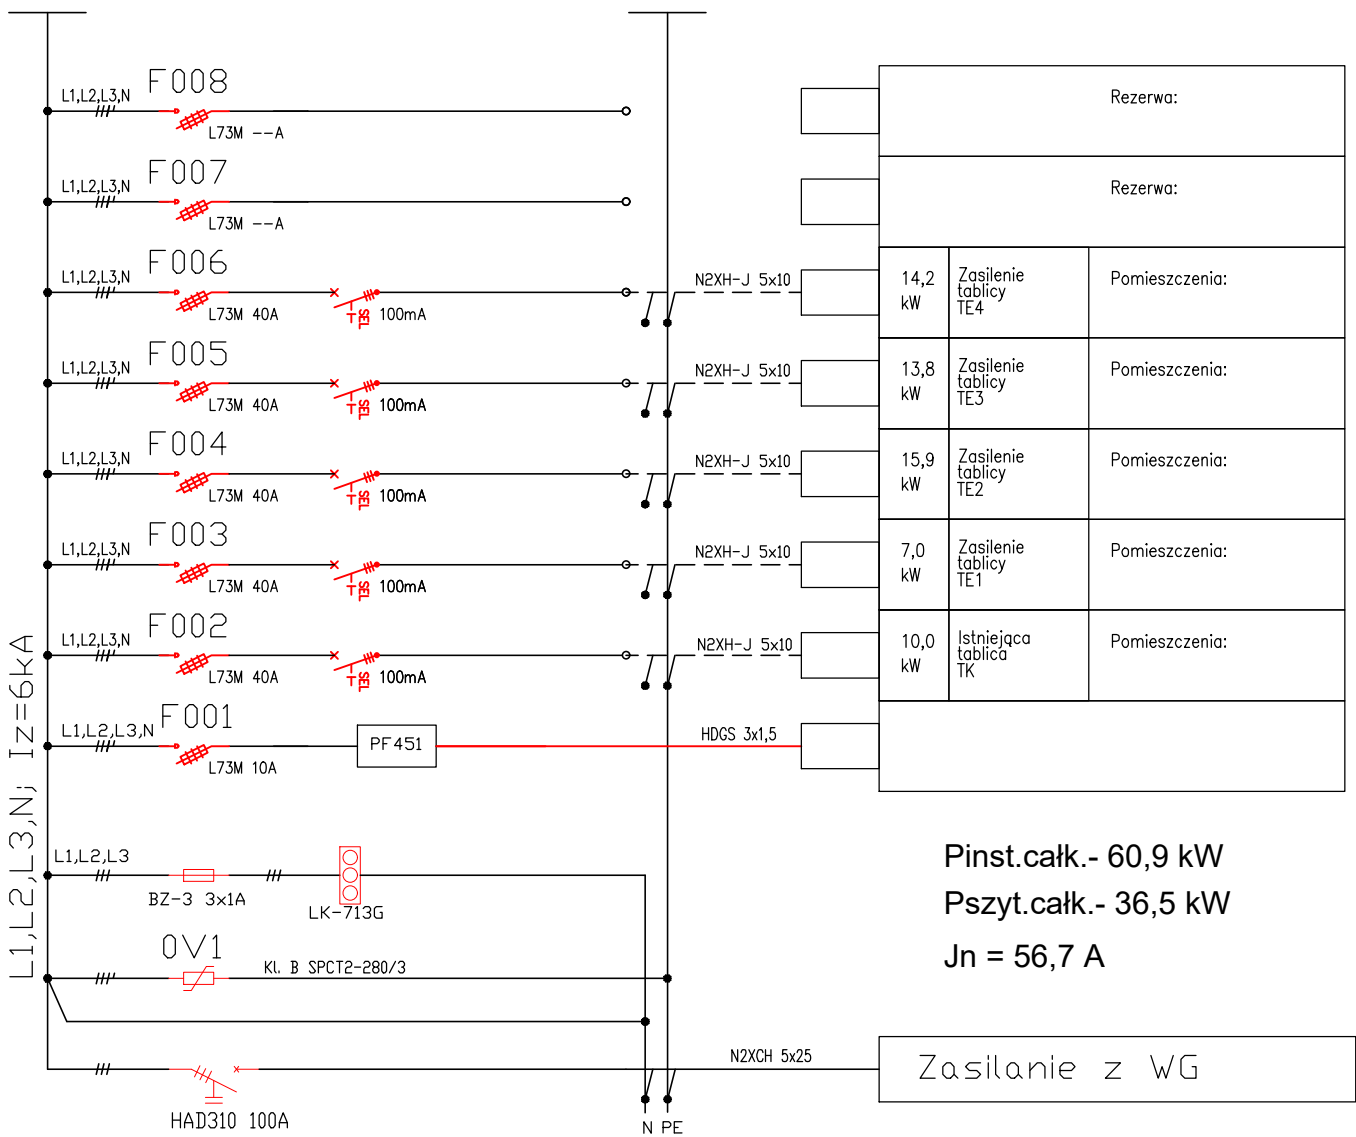 F008
L1,L2,L3,N
L73M --A
Rezerwa:
F007
L1,L2,L3,N
L73M --A
Rezerwa:
F006
L1,L2,L3,N
L73M 40A
SEL
100mA
N2XH-J 5x10
14,2
kW
Zasilenie
tablicy
TE4
Pomieszczenia:
F005
L1,L2,L3,N
L73M 40A
SEL
100mA
N2XH-J 5x10
13,8
kW
Zasilenie
tablicy
TE3
Pomieszczenia:
F004
L1,L2,L3,N
L73M 40A
SEL
100mA
N2XH-J 5x10
15,9
kW
Zasilenie
tablicy
TE2
Pomieszczenia:
F003
L1,L2,L3,N
L73M 40A
SEL
100mA
N2XH-J 5x10
7,0
kW
Zasilenie
tablicy
TE1
Pomieszczenia:
F002
L1,L2,L3,N
L73M 40A
SEL
100mA
N2XH-J 5x10
10,0
kW
Istniejąca
tablica
TK
Pomieszczenia:
F001
L1,L2,L3,N
L73M 10A
PF451
HDGS 3x1,5
L1,L2,L3,N; Iz=6kA
L1,L2,L3
BZ-3 3x1A
LK-713G
OV1
Kl. B SPCT2-280/3
Pinst.całk.- 60,9 kW
Pszyt.całk.- 36,5 kW
Jn = 56,7 A
HAD310 100A
N2XCH 5x25
Zasilanie z WG
N PE